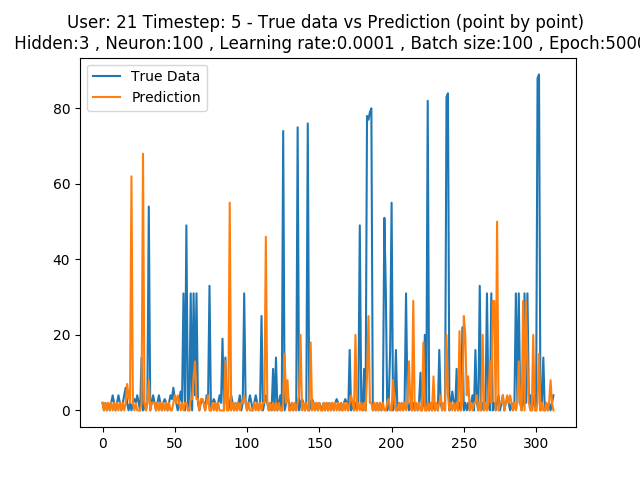 User: 21 Timestep: 5 - True data vs Prediction (point by point)
Hidden:3 , Neuron:100 , Learning rate:0.0001 , Batch size:100 , Epoch:5000
True Data
Prediction
80
60
40
20
0
0 50 100 150 200 250 300